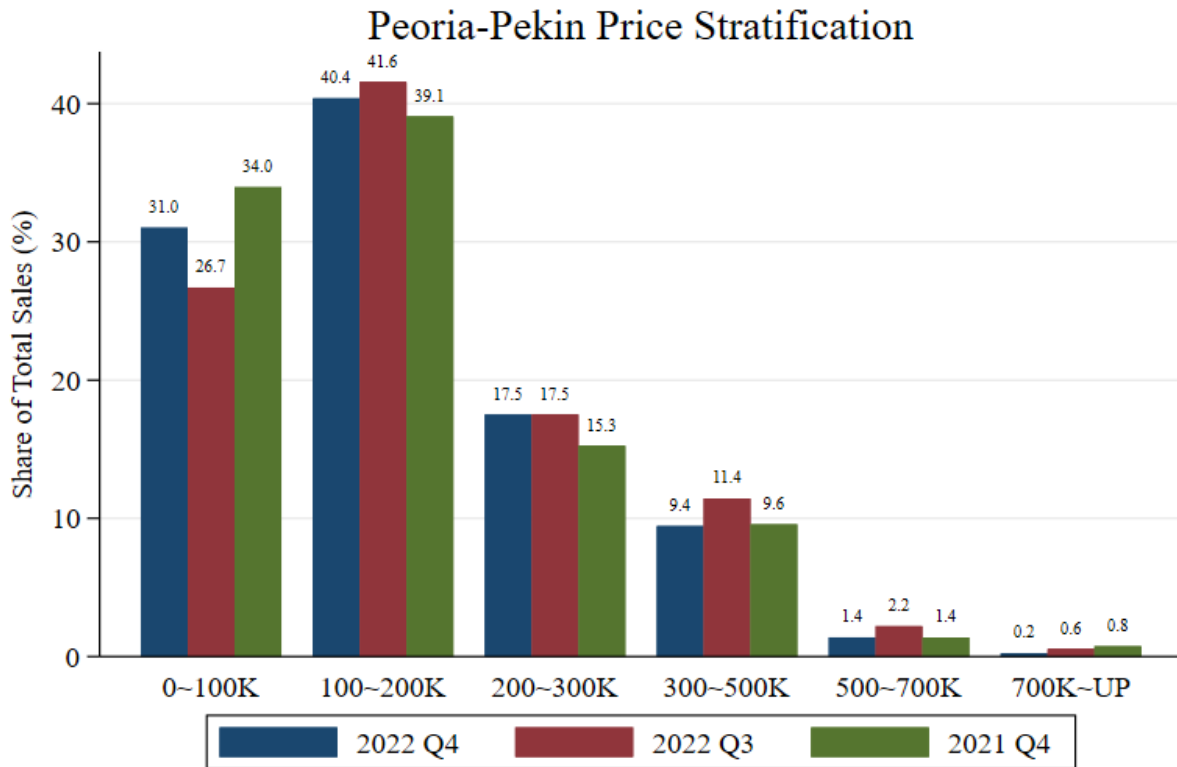 Peoria-Pekin Price Stratification
Share of Total Sales (%)
40
30
20
10
0
31.0 26.7 34.0
40.4 41.6 39.1
17.5 17.5 15.3
9.4 11.4 9.6
1.4 2.2 1.4
0.2 0.6 0.8
0~100K 100~200K 200~300K 300~500K 500~700K 700K~UP
2022 Q4 2022 Q3 2021 Q4